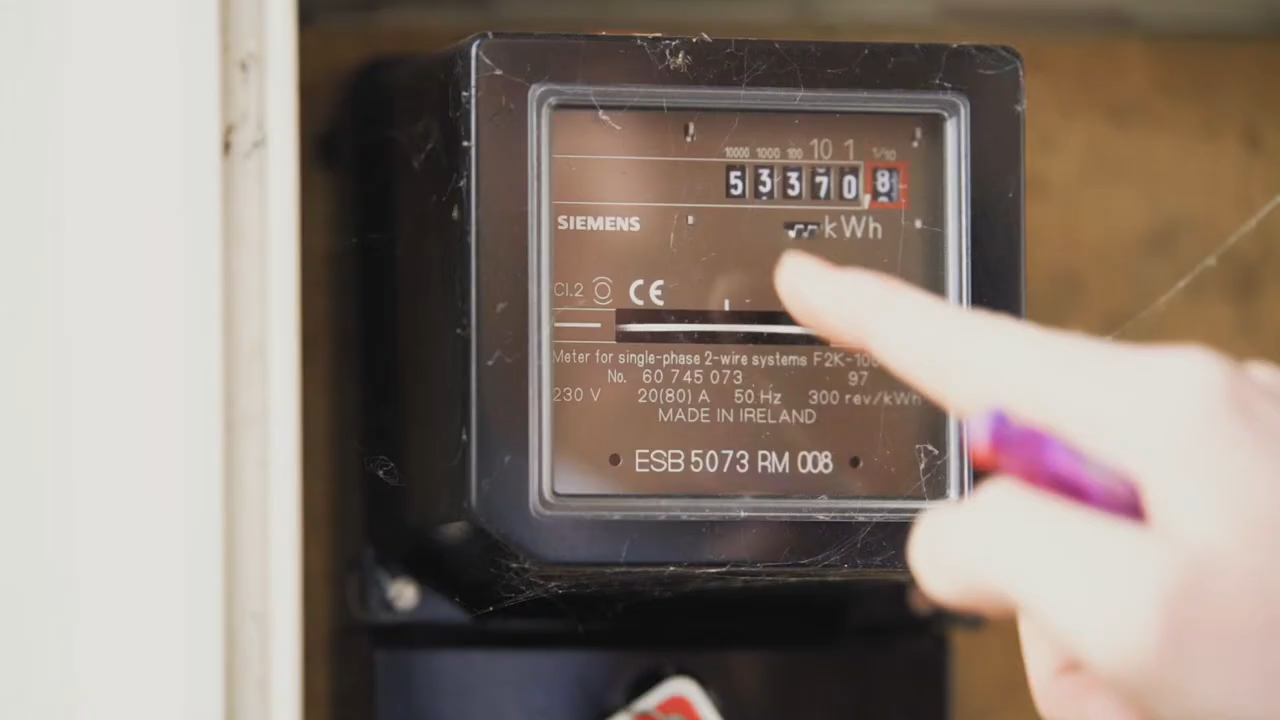 10000 1000 100 10 1 1/10
5 3 3 7 0 8
SIEMENS kWh
Cl.2 CE
Meter for single-phase 2-wire systems F2K-10
No. 60 745 073 97
230 V 20(80) A 50 Hz 300 rev/kWh
MADE IN IRELAND
ESB 5073 RM 008